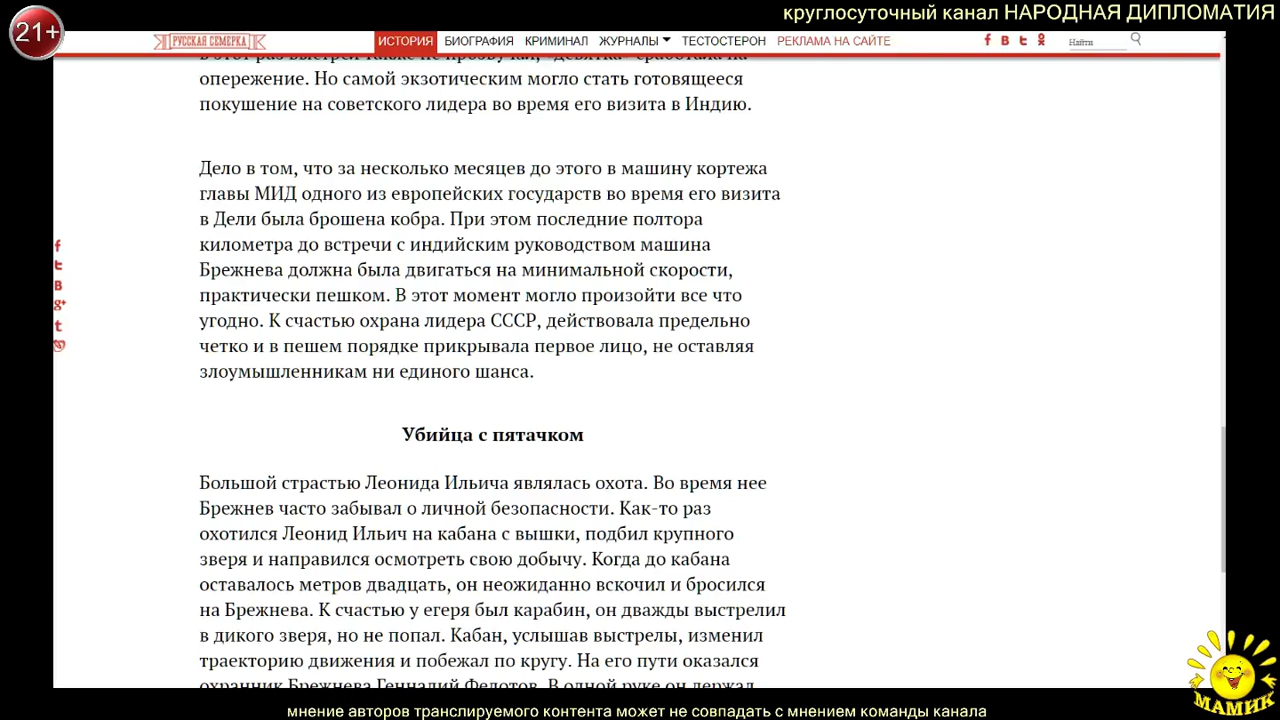 21+
круглосуточный канал НАРОДНАЯ ДИПЛОМАТИЯ
РУССКАЯ СЕМЕРКА
ИСТОРИЯ БИОГРАФИЯ КРИМИНАЛ ЖУРНАЛЫ ТЕСТОСТЕРОН РЕКЛАМА НА САЙТЕ
Найти
опережение. Но самой экзотическим могло стать готовящееся
покушение на советского лидера во время его визита в Индию.
Дело в том, что за несколько месяцев до этого в машину кортежа
главы МИД одного из европейских государств во время его визита
в Дели была брошена кобра. При этом последние полтора
километра до встречи с индийским руководством машина
Брежнева должна была двигаться на минимальной скорости,
практически пешком. В этот момент могло произойти все что
угодно. К счастью охрана лидера СССР, действовала предельно
четко и в пешем порядке прикрывала первое лицо, не оставляя
злоумышленникам ни единого шанса.
Убийца с пятачком
Большой страстью Леонида Ильича являлась охота. Во время нее
Брежнев часто забывал о личной безопасности. Как-то раз
охотился Леонид Ильич на кабана с вышки, подбил крупного
зверя и направился осмотреть свою добычу. Когда до кабана
оставалось метров двадцать, он неожиданно вскочил и бросился
на Брежнева. К счастью у егеря был карабин, он дважды выстрелил
в дикого зверя, но не попал. Кабан, услышав выстрелы, изменил
траекторию движения и побежал по кругу. На его пути оказался
охранник Брежнева Геннадий Федотов. В одной руке он держал
МАМИК
мнение авторов транслируемого контента может не совпадать с мнением команды канала